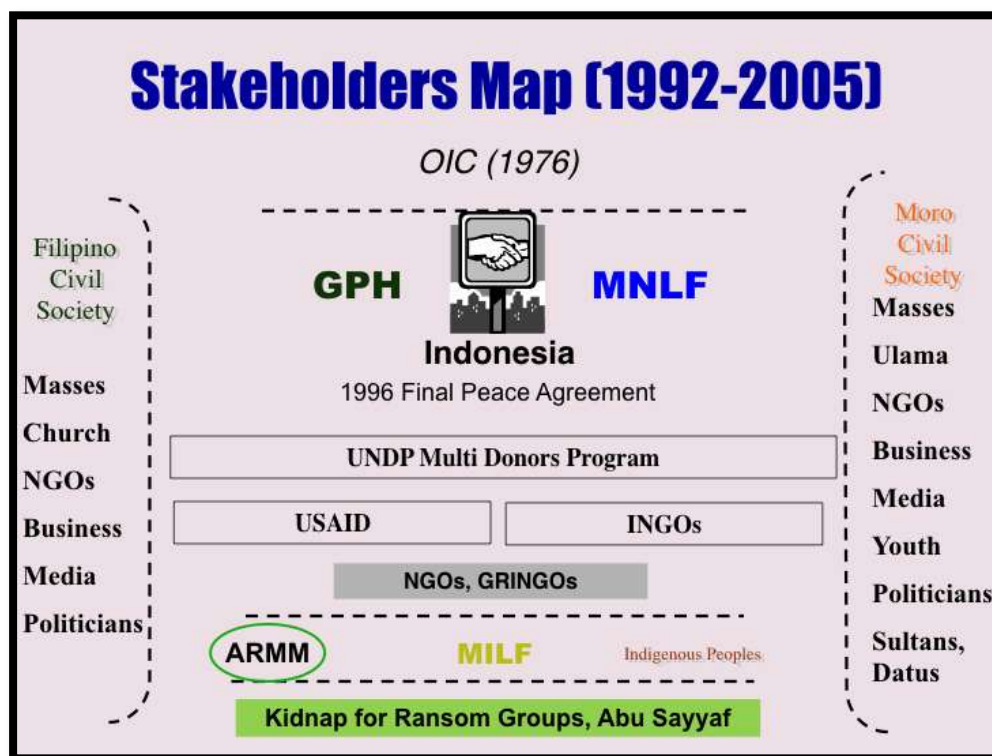 Stakeholders Map (1992-2005)
OIC (1976)
Filipino
Civil
Society
Masses
Church
NGOs
Business
Media
Politicians
GPH
MNLF
Indonesia
1996 Final Peace Agreement
UNDP Multi Donors Program
USAID
INGOs
NGOs, GRINGOs
ARMM
MILF
Indigenous Peoples
Kidnap for Ransom Groups, Abu Sayyaf
Moro
Civil
Society
Masses
Ulama
NGOs
Business
Media
Youth
Politicians
Sultans,
Datus